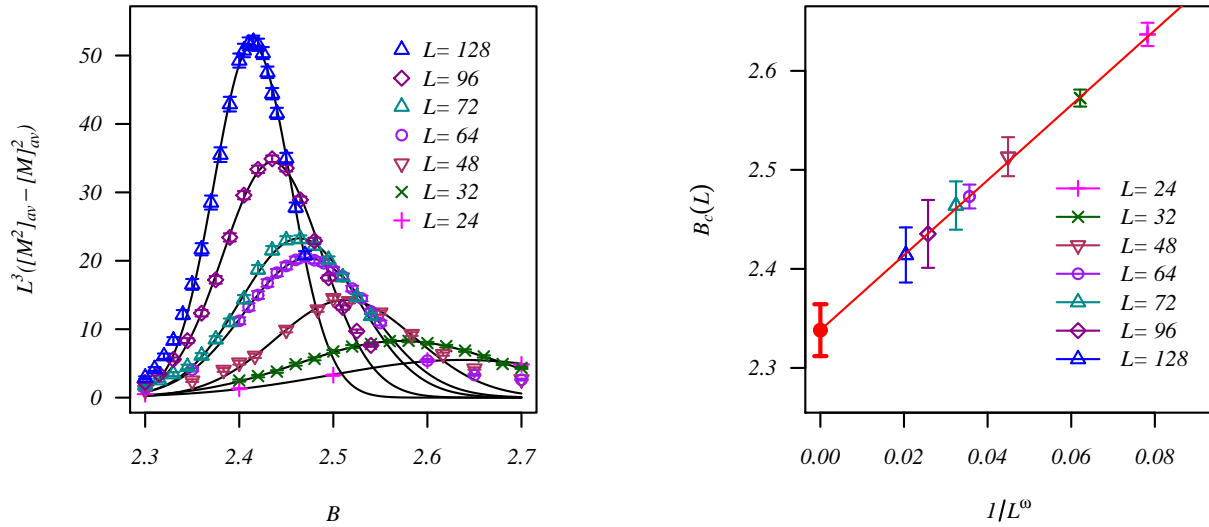 L³([M²]ₐᵥ − [M]²ₐᵥ)
50
40
30
20
10
0
L= 128
L= 96
L= 72
L= 64
L= 48
L= 32
L= 24
2.3 2.4 2.5 2.6 2.7
B
B_c(L)
2.6
2.5
2.4
2.3
L= 24
L= 32
L= 48
L= 64
L= 72
L= 96
L= 128
0.00 0.02 0.04 0.06 0.08
1/L^ω